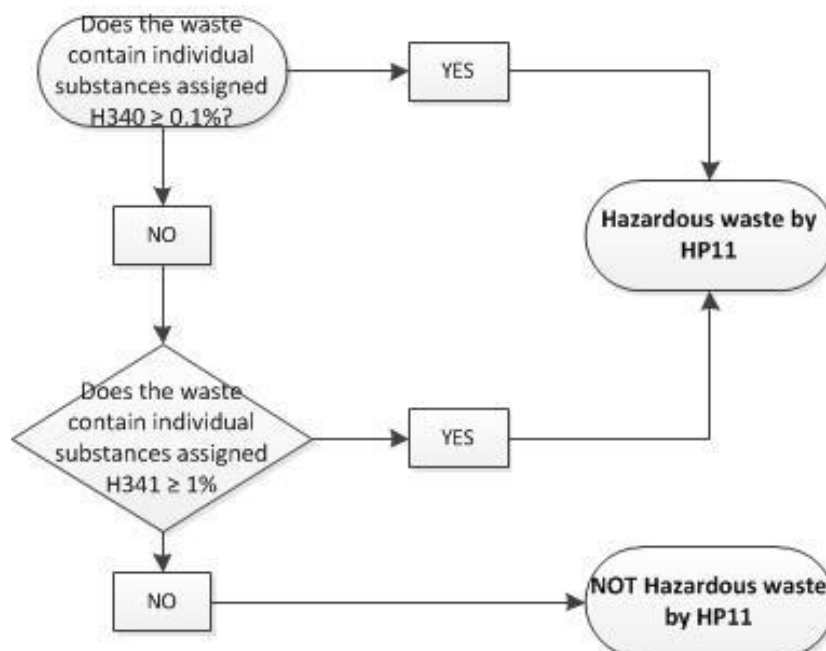 Does the waste
contain individual
substances assigned
H340 ≥ 0.1%?
YES
Hazardous waste by
HP11
NO
Does the waste
contain individual
substances assigned
H341 ≥ 1%
YES
NO
NOT Hazardous waste
by HP11